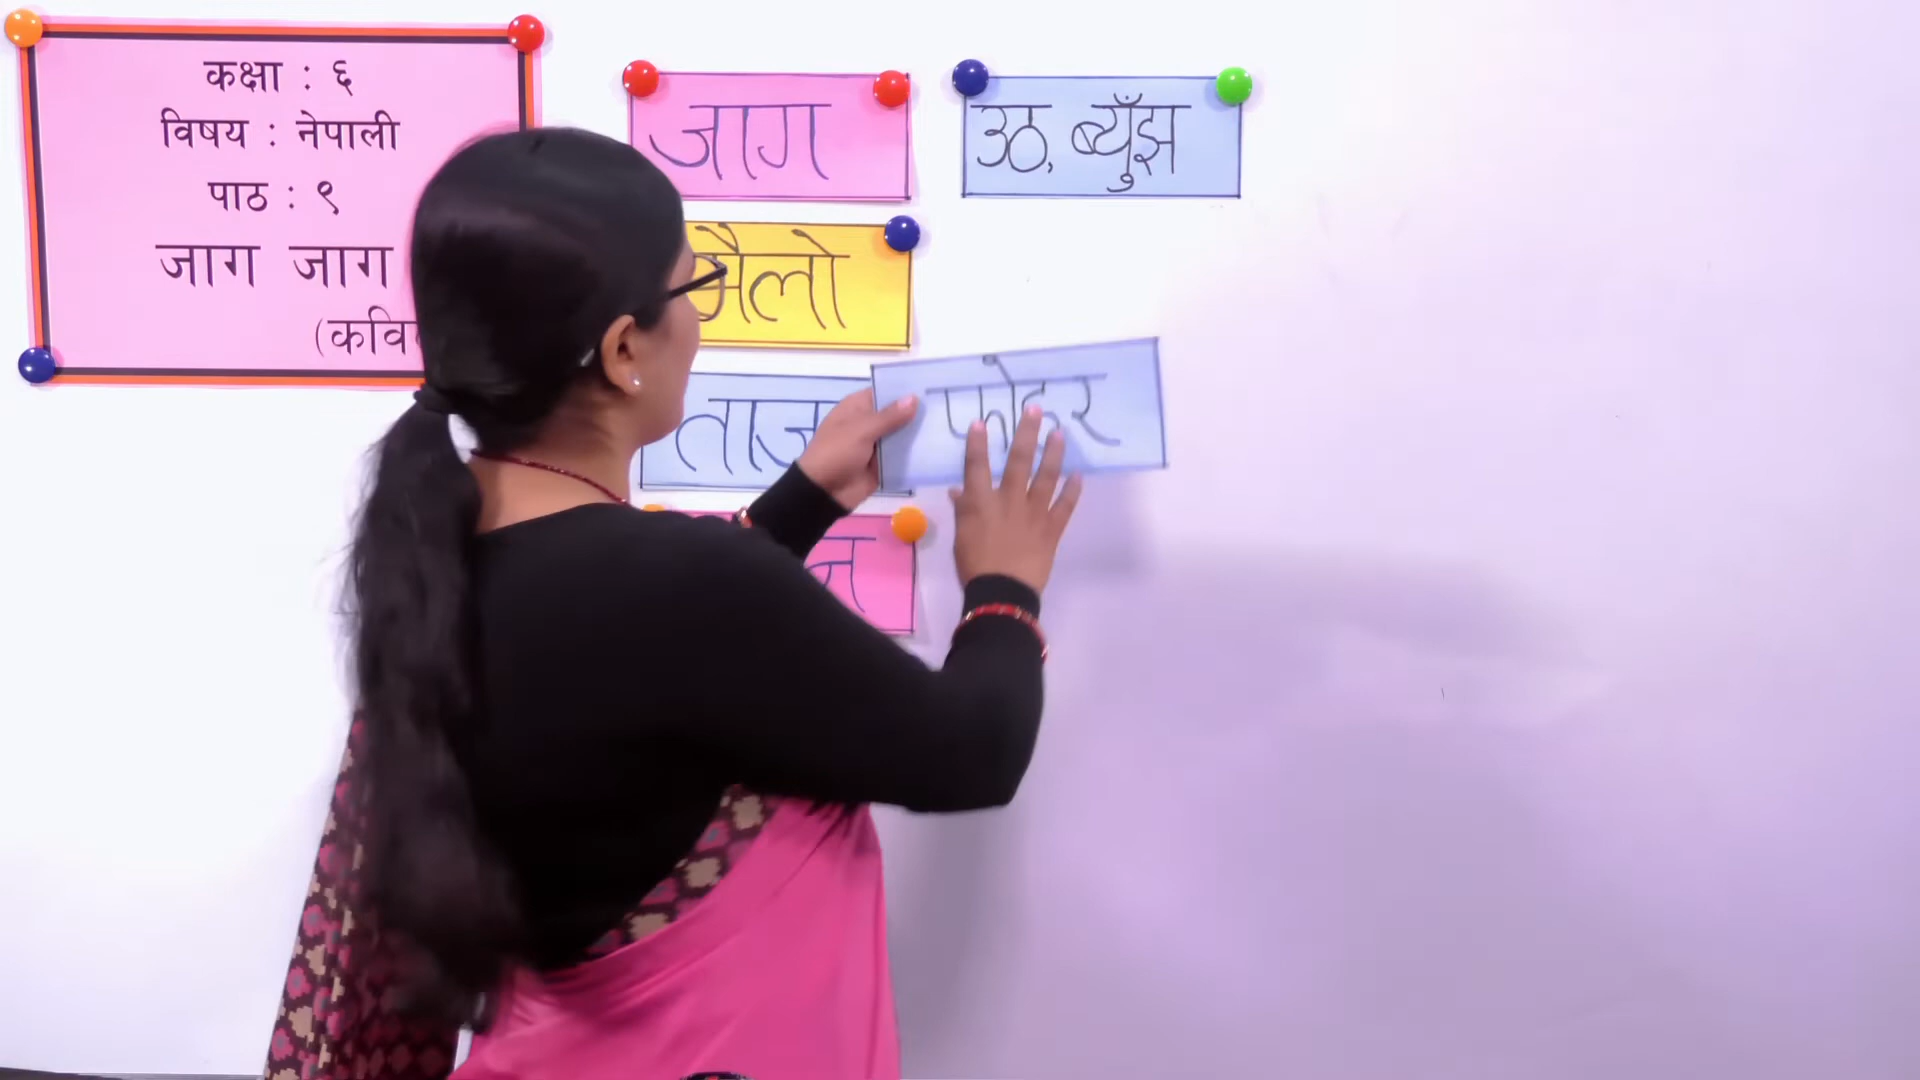 कक्षा : ६
विषय : नेपाली
पाठ : ९
जाग जाग
जाग
उठ, ब्यूँझ
मैलो
फोहर